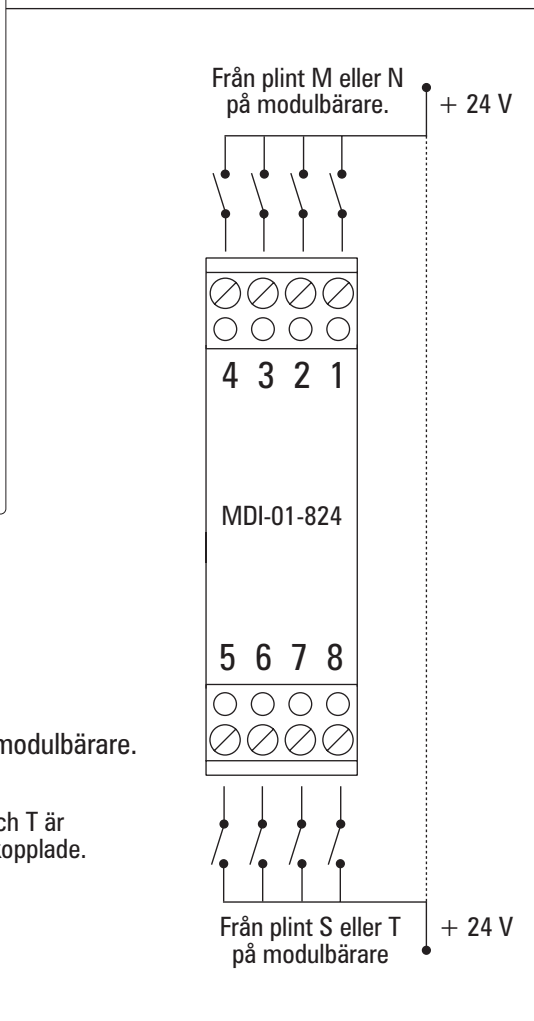 Från plint M eller N
på modulbärare.
+ 24 V
4 3 2 1
MDI-01-824
5 6 7 8
modulbärare.
ch T är
kopplade.
Från plint S eller T
på modulbärare
+ 24 V